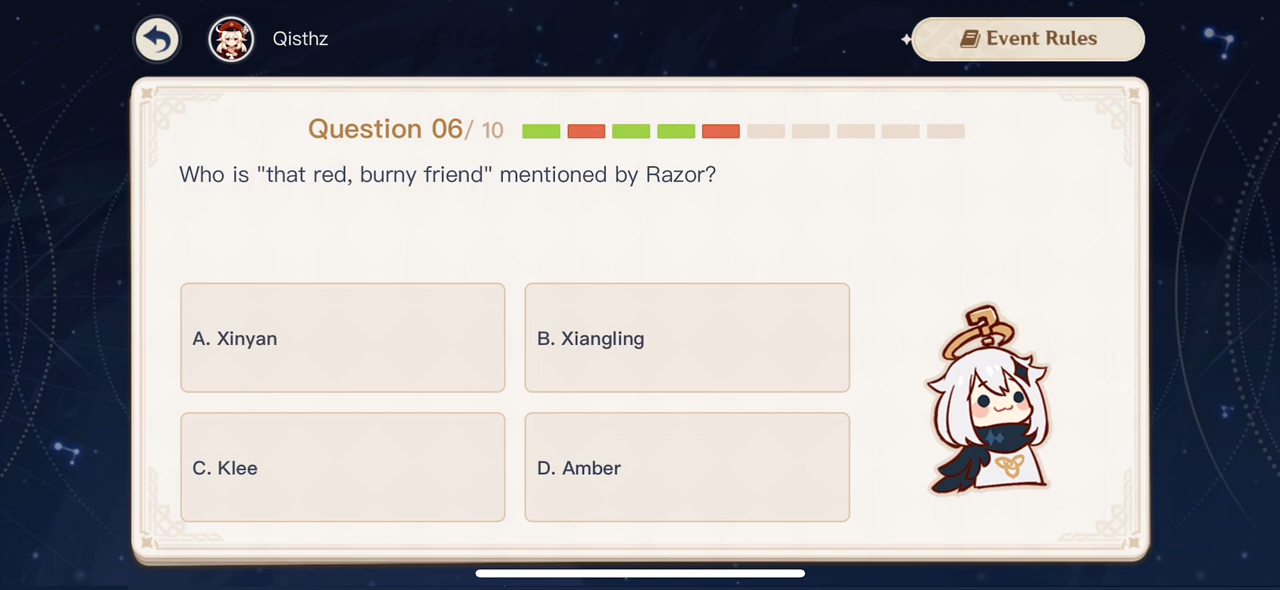 Qisthz
Event Rules
Question 06/ 10
Who is "that red, burny friend" mentioned by Razor?
A. Xinyan
B. Xiangling
C. Klee
D. Amber